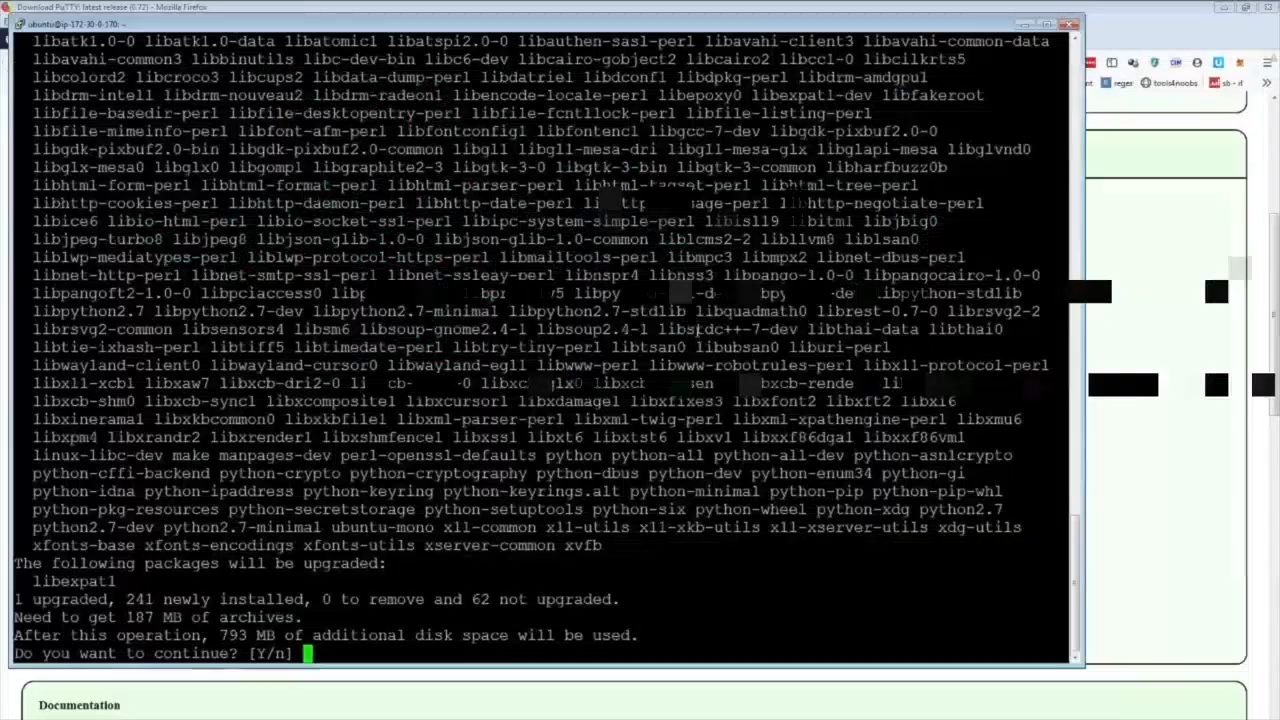 Download PuTTY: latest release (0.72) - Mozilla Firefox
ubuntu@ip-172-30-0-170: ~
libatk1.0-0 libatk1.0-data libatomic1 libatspi2.0-0 libauthen-sasl-perl libavahi-client3 libavahi-common-data
libavahi-common3 libbinutils libc-dev-bin libc6-dev libcairo-gobject2 libcairo2 libcc1-0 libcilkrts5
libcolord2 libcroco3 libcups2 libdata-dump-perl libdatrie1 libdconf1 libdpkg-perl libdrm-amdgpu1
libdrm-intel1 libdrm-nouveau2 libdrm-radeon1 libencode-locale-perl libepoxy0 libexpat1-dev libfakeroot
libfile-basedir-perl libfile-desktopentry-perl libfile-fcntllock-perl libfile-listing-perl
libfile-mimeinfo-perl libfont-afm-perl libfontconfig1 libfontenc1 libgcc-7-dev libgdk-pixbuf2.0-0
libgdk-pixbuf2.0-bin libgdk-pixbuf2.0-common libgl1 libgl1-mesa-dri libgl1-mesa-glx libglapi-mesa libglvnd0
libglx-mesa0 libglx0 libgomp1 libgraphite2-3 libgtk-3-0 libgtk-3-bin libgtk-3-common libharfbuzz0b
libhtml-form-perl libhtml-format-perl libhtml-parser-perl libhtml-tagset-perl libhtml-tree-perl
libhttp-cookies-perl libhttp-daemon-perl libhttp-date-perl libhttp-negotiate-perl
libice6 libio-html-perl libio-socket-ssl-perl libipc-system-simple-perl libisl19 libitm1 libjbig0
libjpeg-turbo8 libjpeg8 libjson-glib-1.0-0 libjson-glib-1.0-common liblcms2-2 libllvm8 liblsan0
liblwp-mediatypes-perl liblwp-protocol-https-perl libmailtools-perl libmpc3 libmpx2 libnet-dbus-perl
libnet-http-perl libnet-smtp-ssl-perl libnet-ssleay-perl libnspr4 libnss3 libpango-1.0-0 libpangocairo-1.0-0
libpangoft2-1.0-0 libpciaccess0 libpython-stdlib
libpython2.7 libpython2.7-dev libpython2.7-minimal libpython2.7-stdlib libquadmath0 librest-0.7-0 librsvg2-2
librsvg2-common libsensors4 libsm6 libsoup-gnome2.4-1 libsoup2.4-1 libstdc++-7-dev libthai-data libthai0
libtie-ixhash-perl libtiff5 libtimedate-perl libtry-tiny-perl libtsan0 libubsan0 liburi-perl
libwayland-client0 libwayland-cursor0 libwayland-egl1 libwww-perl libwww-robotrules-perl libx11-protocol-perl
libx11-xcb1 libxaw7 libxcb-dri2-0
libxcb-shm0 libxcb-sync1 libxcomposite1 libxcursor1 libxdamage1 libxfixes3 libxfont2 libxft2 libxi6
libxinerama1 libxkbcommon0 libxkbfile1 libxml-parser-perl libxml-twig-perl libxml-xpathengine-perl libxmu6
libxpm4 libxrandr2 libxrender1 libxshmfence1 libxss1 libxt6 libxtst6 libxv1 libxxf86dga1 libxxf86vm1
linux-libc-dev make manpages-dev perl-openssl-defaults python python-all python-all-dev python-asn1crypto
python-cffi-backend python-crypto python-cryptography python-dbus python-dev python-enum34 python-gi
python-idna python-ipaddress python-keyring python-keyrings.alt python-minimal python-pip python-pip-whl
python-pkg-resources python-secretstorage python-setuptools python-six python-wheel python-xdg python2.7
python2.7-dev python2.7-minimal ubuntu-mono x11-common x11-utils x11-xkb-utils x11-xserver-utils xdg-utils
xfonts-base xfonts-encodings xfonts-utils xserver-common xvfb
The following packages will be upgraded:
libexpat1
1 upgraded, 241 newly installed, 0 to remove and 62 not upgraded.
Need to get 187 MB of archives.
After this operation, 793 MB of additional disk space will be used.
Do you want to continue? [Y/n]
regex
tools4noobs
Documentation